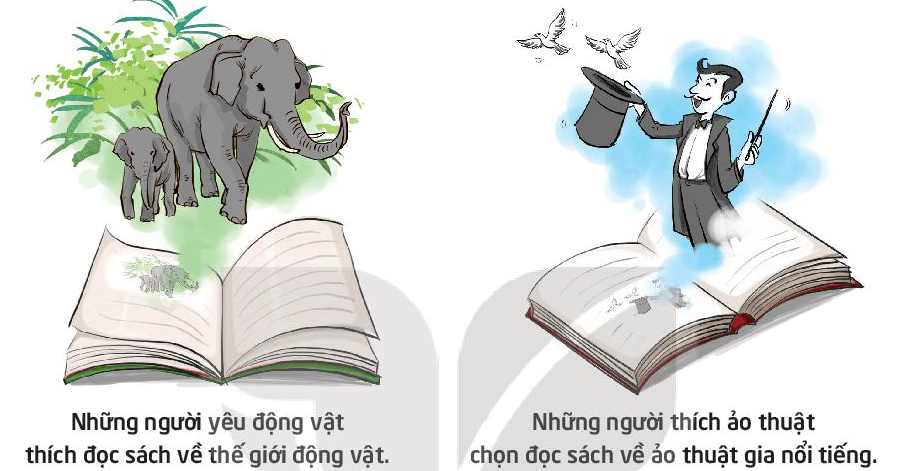 Những người yêu động vật
thích đọc sách về thế giới động vật.
Những người thích ảo thuật
chọn đọc sách về ảo thuật gia nổi tiếng.